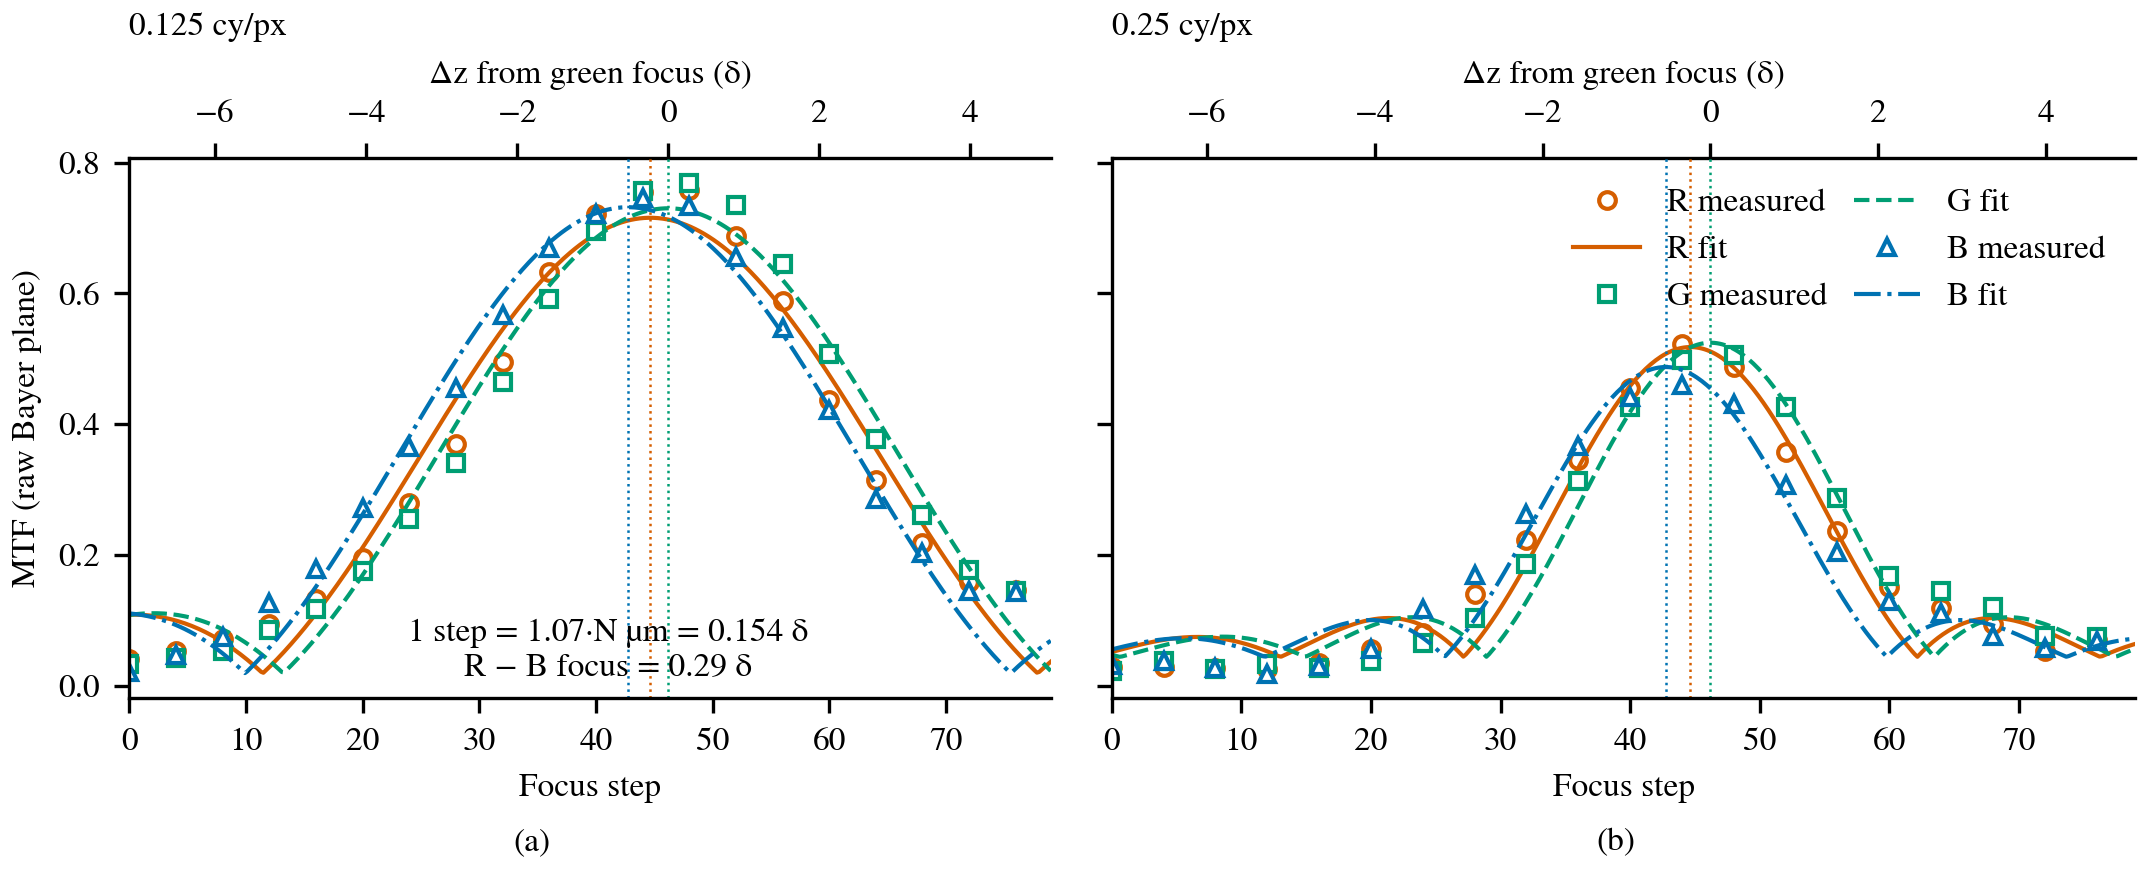 0.125 cy/px
Δz from green focus (δ)
−6 −4 −2 0 2 4
0.8
0.6
0.4
0.2
0.0
MTF (raw Bayer plane)
1 step = 1.07·N µm = 0.154 δ
R − B focus = 0.29 δ
0 10 20 30 40 50 60 70
Focus step
(a)
0.25 cy/px
Δz from green focus (δ)
−6 −4 −2 0 2 4
R measured
R fit
G measured
G fit
B measured
B fit
0 10 20 30 40 50 60 70
Focus step
(b)